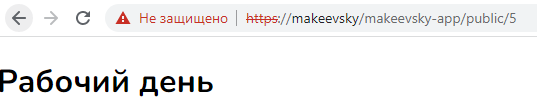 Не защищено https://makeevsky/makeevsky-app/public/5
Рабочий день